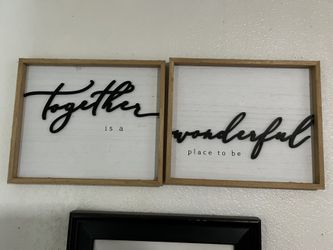 together
is a
wonderful
place to be